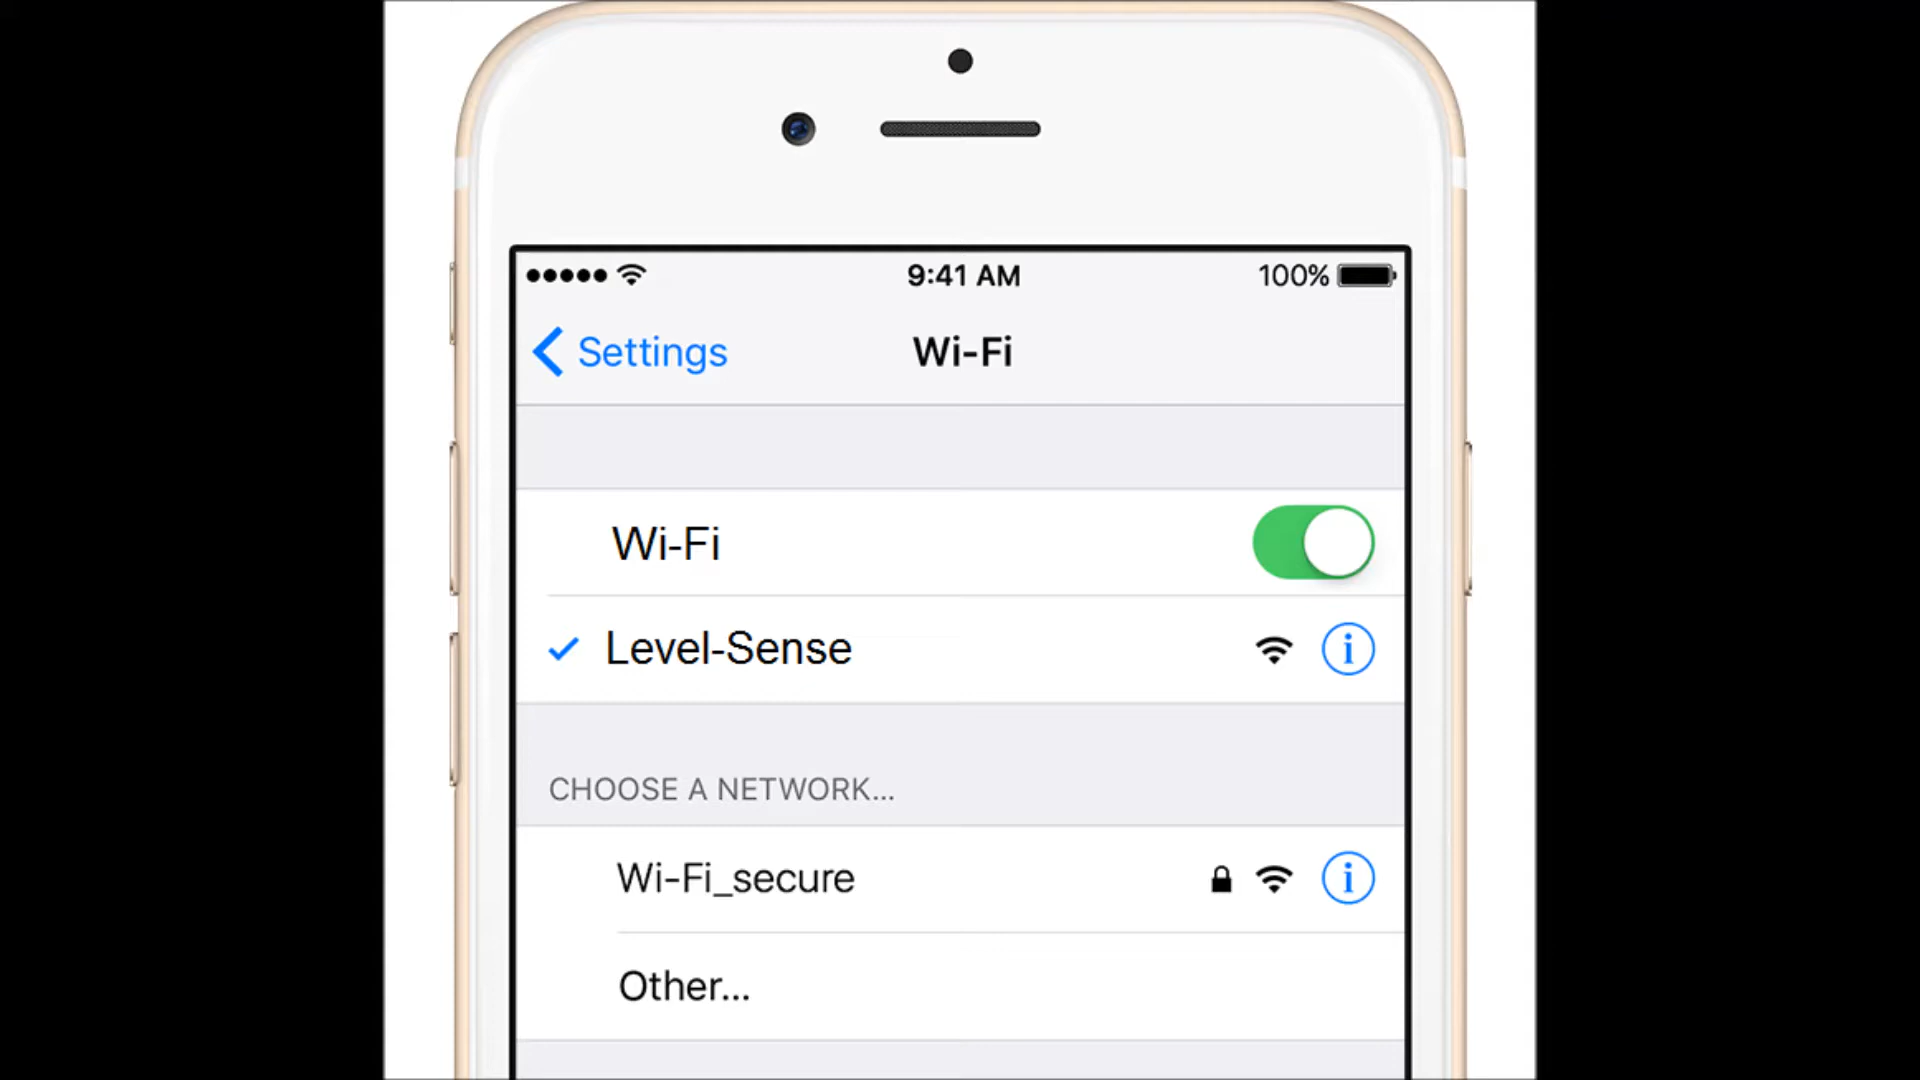 9:41 AM 100%
Settings Wi-Fi
Wi-Fi
Level-Sense
CHOOSE A NETWORK...
Wi-Fi_secure
Other...